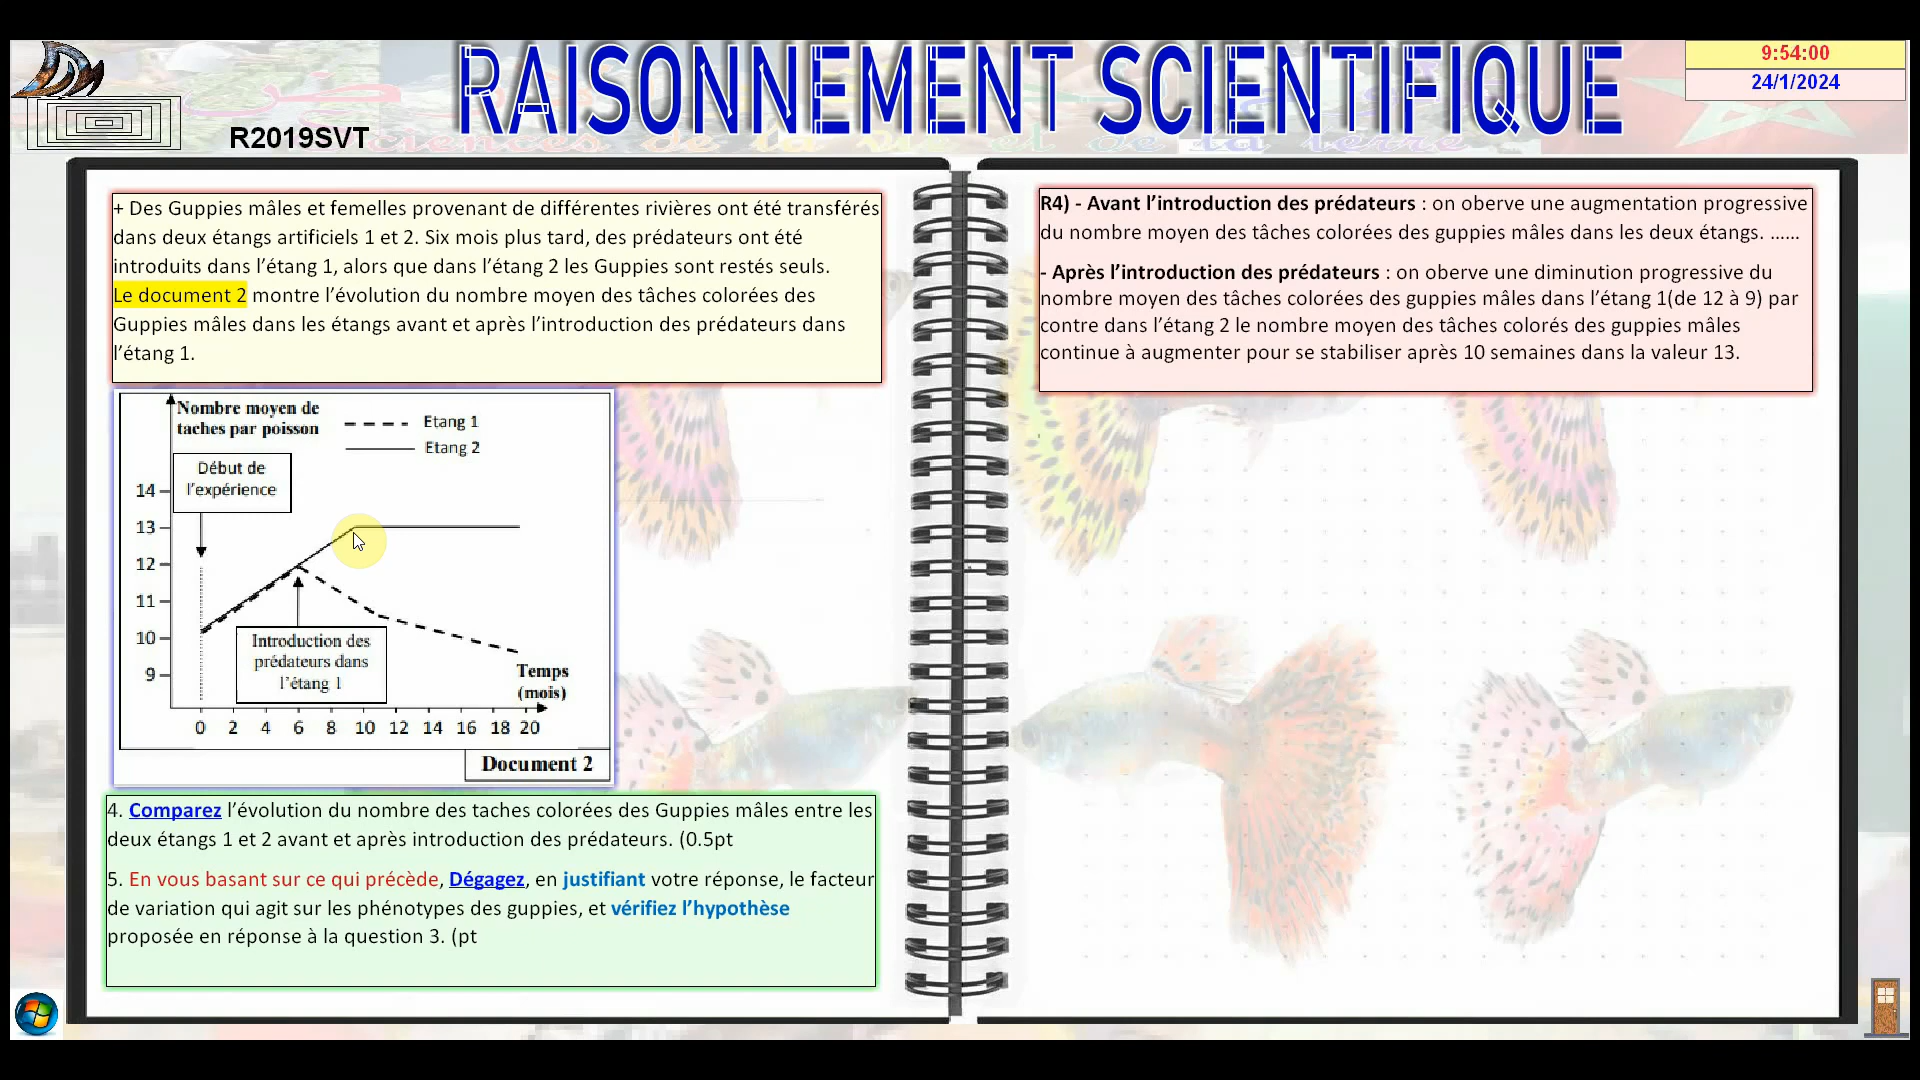 RAISONNEMENT SCIENTIFIQUE
9:54:00
24/1/2024
R2019SVT
+ Des Guppies mâles et femelles provenant de différentes rivières ont été transférés
dans deux étangs artificiels 1 et 2. Six mois plus tard, des prédateurs ont été
introduits dans l’étang 1, alors que dans l’étang 2 les Guppies sont restés seuls.
Le document 2 montre l’évolution du nombre moyen des tâches colorées des
Guppies mâles dans les étangs avant et après l’introduction des prédateurs dans
l’étang 1.
Nombre moyen de
taches par poisson
Etang 1
Etang 2
Début de
l’expérience
14
13
12
11
10
9
Introduction des
prédateurs dans
l’étang 1
Temps
(mois)
0 2 4 6 8 10 12 14 16 18 20
Document 2
4. Comparez l’évolution du nombre des taches colorées des Guppies mâles entre les
deux étangs 1 et 2 avant et après introduction des prédateurs. (0.5pt
5. En vous basant sur ce qui précède, Dégagez, en justifiant votre réponse, le facteur
de variation qui agit sur les phénotypes des guppies, et vérifiez l’hypothèse
proposée en réponse à la question 3. (pt
R4) - Avant l’introduction des prédateurs : on oberve une augmentation progressive
du nombre moyen des tâches colorées des guppies mâles dans les deux étangs. ......
- Après l’introduction des prédateurs : on oberve une diminution progressive du
nombre moyen des tâches colorées des guppies mâles dans l’étang 1(de 12 à 9) par
contre dans l’étang 2 le nombre moyen des tâches colorés des guppies mâles
continue à augmenter pour se stabiliser après 10 semaines dans la valeur 13.